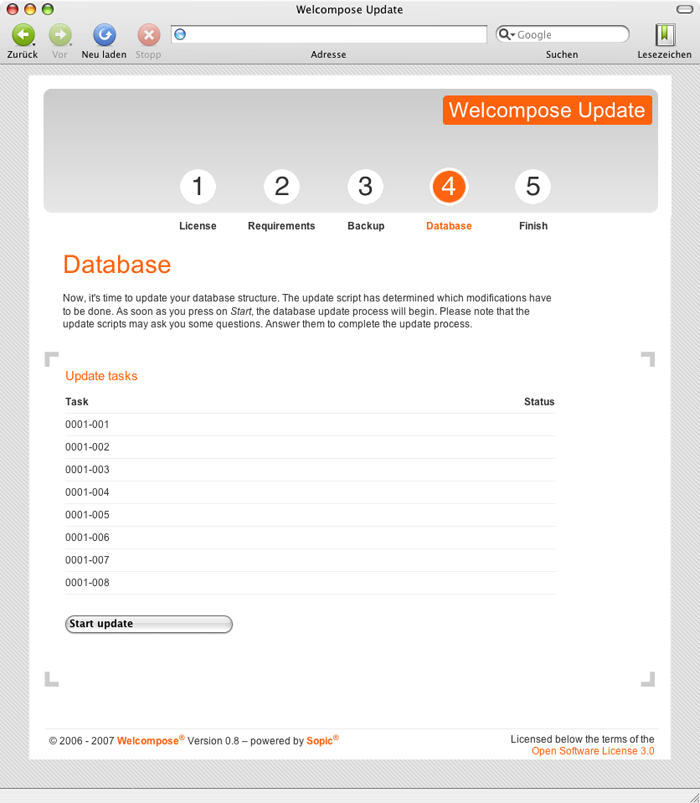 Welcompose Update
Zurück Vor Neu laden Stopp Adresse Google Suchen Lesezeichen
Welcompose Update
1 2 3 4 5
License Requirements Backup Database Finish
Database
Now, it's time to update your database structure. The update script has determined which modifications have
to be done. As soon as you press on Start, the database update process will begin. Please note that the
update scripts may ask you some questions. Answer them to complete the update process.
Update tasks
Task Status
0001-001
0001-002
0001-003
0001-004
0001-005
0001-006
0001-007
0001-008
Start update
© 2006 - 2007 Welcompose® Version 0.8 – powered by Sopic®
Licensed below the terms of the
Open Software License 3.0